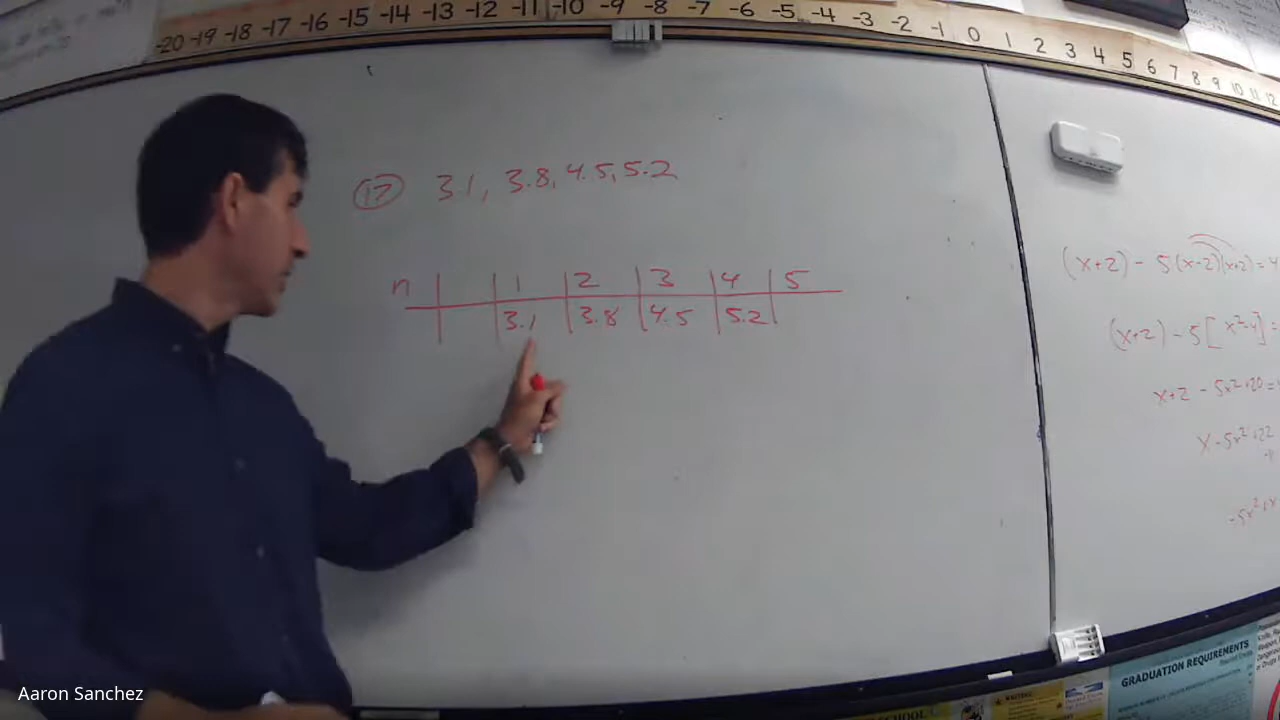 -20 -19 -18 -17 -16 -15 -14 -13 -12 -11 -10 -9 -8 -7 -6 -5 -4 -3 -2 -1 0 1 2 3 4 5 6 7 8 9 10 11 12
17 3.1, 3.8, 4.5, 5.2
n 1 2 3 4 5
3.1 3.8 4.5 5.2
(x+2) - 5(x-2)(x+2) = 4
(x+2) - 5[x²-4] =
x+2 - 5x²+20 =
x - 5x²+22
-5x²+x
GRADUATION REQUIREMENTS
Aaron Sanchez